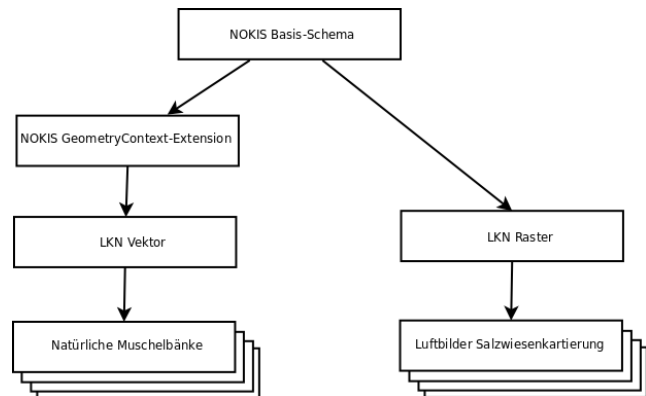 NOKIS Basis-Schema
NOKIS GeometryContext-Extension
LKN Vektor
LKN Raster
Natürliche Muschelbänke
Luftbilder Salzwiesenkartierung